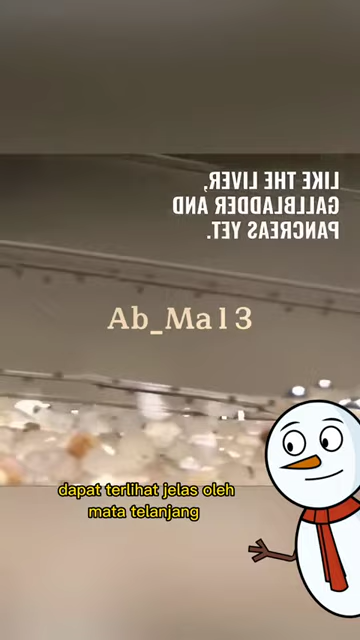 LIKE THE LIVER,
GALLBLADDER AND
PANCREAS YET.
Ab_Ma13
dapat terlihat jelas oleh
mata telanjang